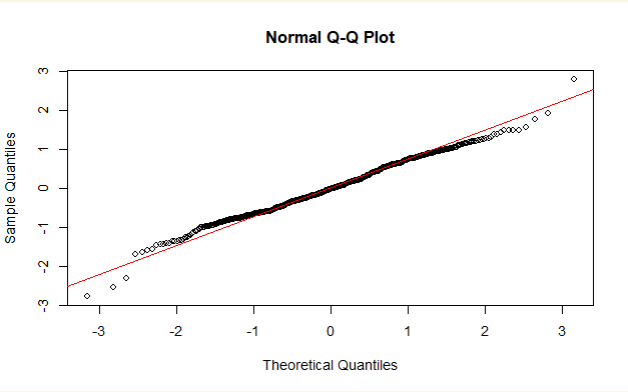 Normal Q-Q Plot
Sample Quantiles
3
2
1
0
-1
-2
-3
-3 -2 -1 0 1 2 3
Theoretical Quantiles